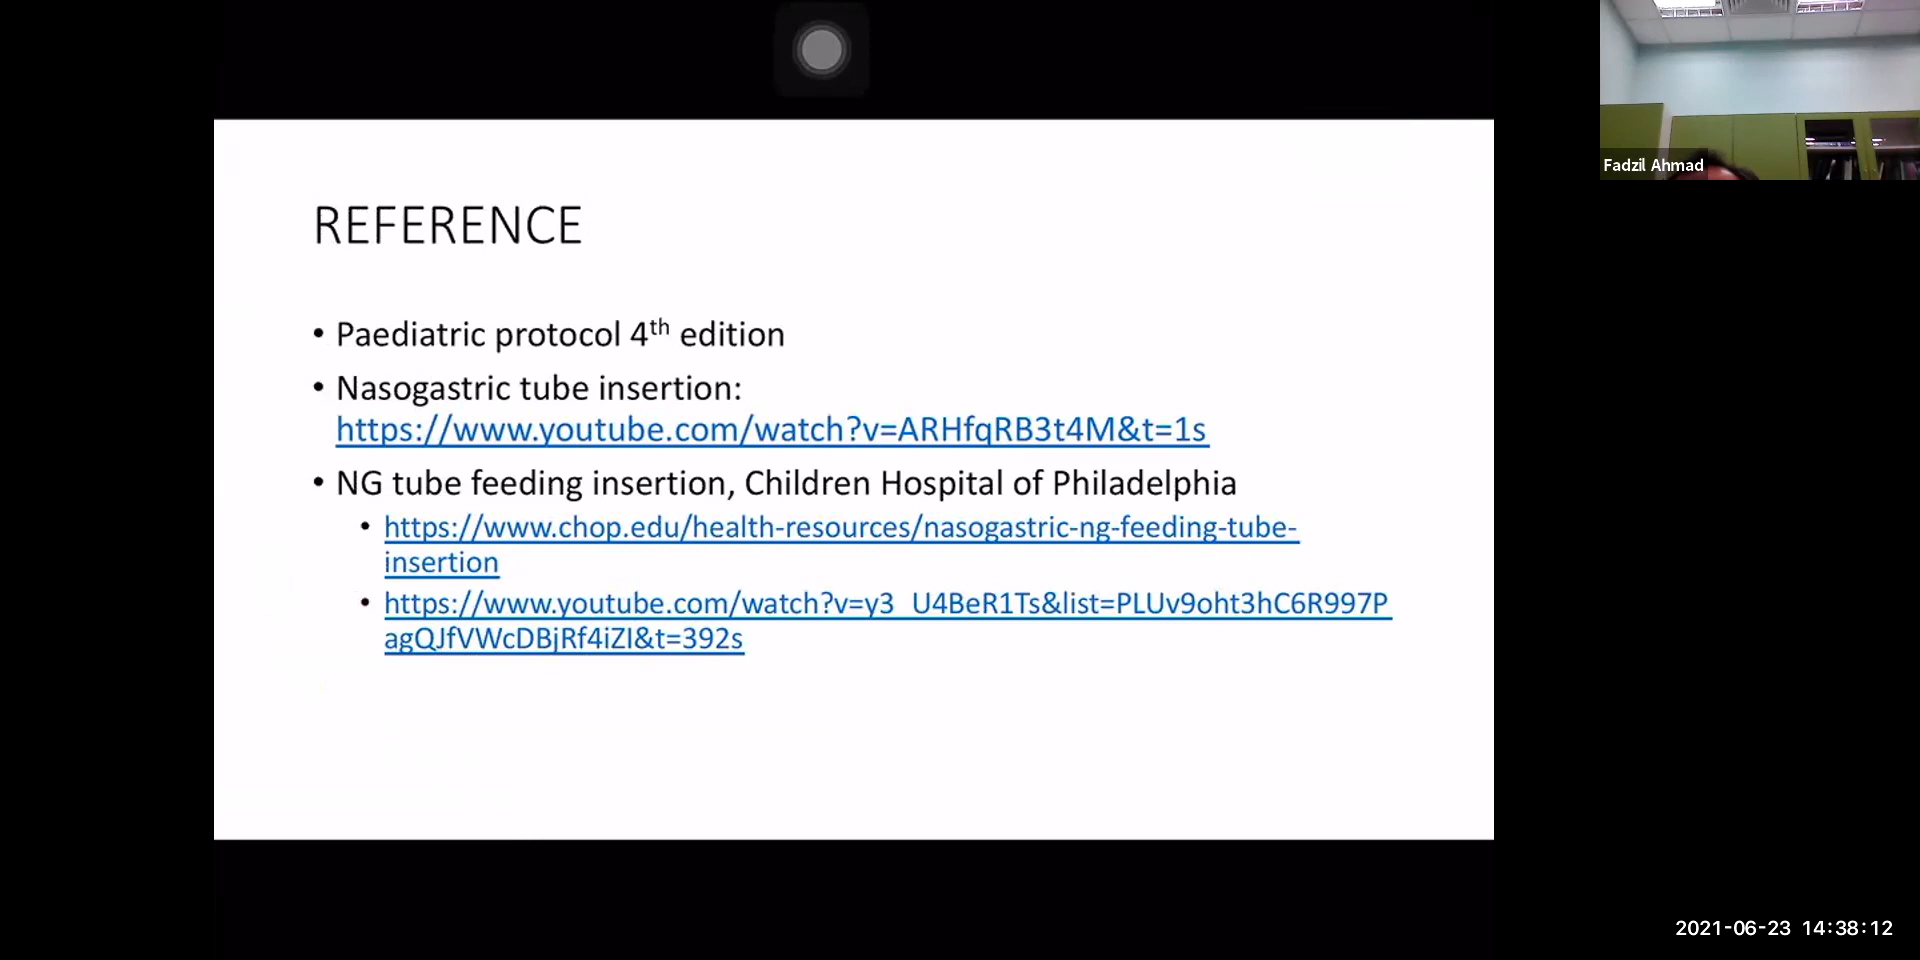 Fadzil Ahmad
REFERENCE
• Paediatric protocol 4th edition
• Nasogastric tube insertion:
https://www.youtube.com/watch?v=ARHfqRB3t4M&t=1s
• NG tube feeding insertion, Children Hospital of Philadelphia
• https://www.chop.edu/health-resources/nasogastric-ng-feeding-tube-
insertion
• https://www.youtube.com/watch?v=y3_U4BeR1Ts&list=PLUv9oht3hC6R997P
agQJfVWcDBjRf4iZI&t=392s
2021-06-23 14:38:12